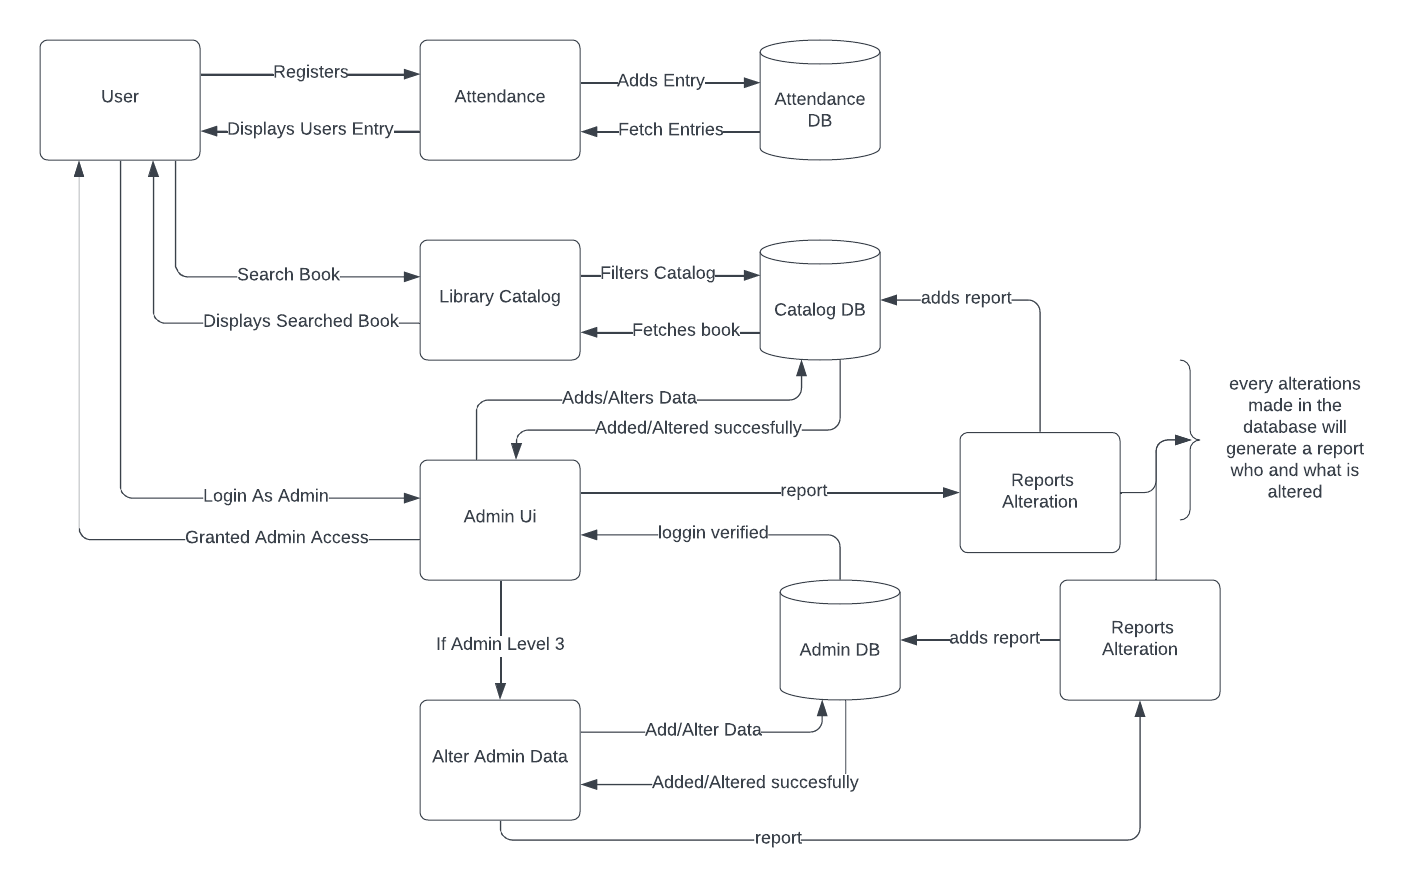 User
Registers
Displays Users Entry
Attendance
Adds Entry
Fetch Entries
Attendance
DB
Search Book
Displays Searched Book
Library Catalog
Filters Catalog
Fetches book
Catalog DB
adds report
Adds/Alters Data
Added/Altered succesfully
every alterations
made in the
database will
generate a report
who and what is
altered
Login As Admin
Granted Admin Access
Admin Ui
report
loggin verified
Reports
Alteration
If Admin Level 3
Admin DB
adds report
Reports
Alteration
Alter Admin Data
Add/Alter Data
Added/Altered succesfully
report